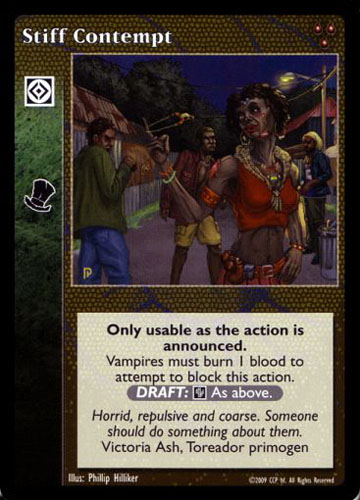 Stiff Contempt
Only usable as the action is
announced.
Vampires must burn 1 blood to
attempt to block this action.
DRAFT: As above.
Horrid, repulsive and coarse. Someone
should do something about them.
Victoria Ash, Toreador primogen
Illus: Phillip Hilliker
©2009 CCP hf. All Rights Reserved